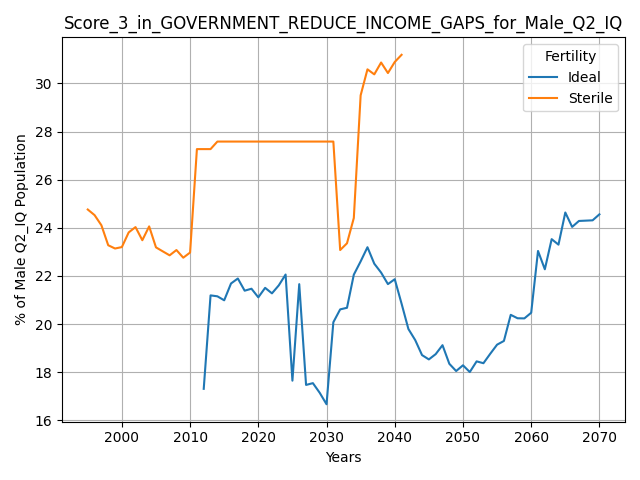 Score_3_in_GOVERNMENT_REDUCE_INCOME_GAPS_for_Male_Q2_IQ
Fertility
Ideal
Sterile
% of Male Q2_IQ Population
30
28
26
24
22
20
18
16
2000 2010 2020 2030 2040 2050 2060 2070
Years